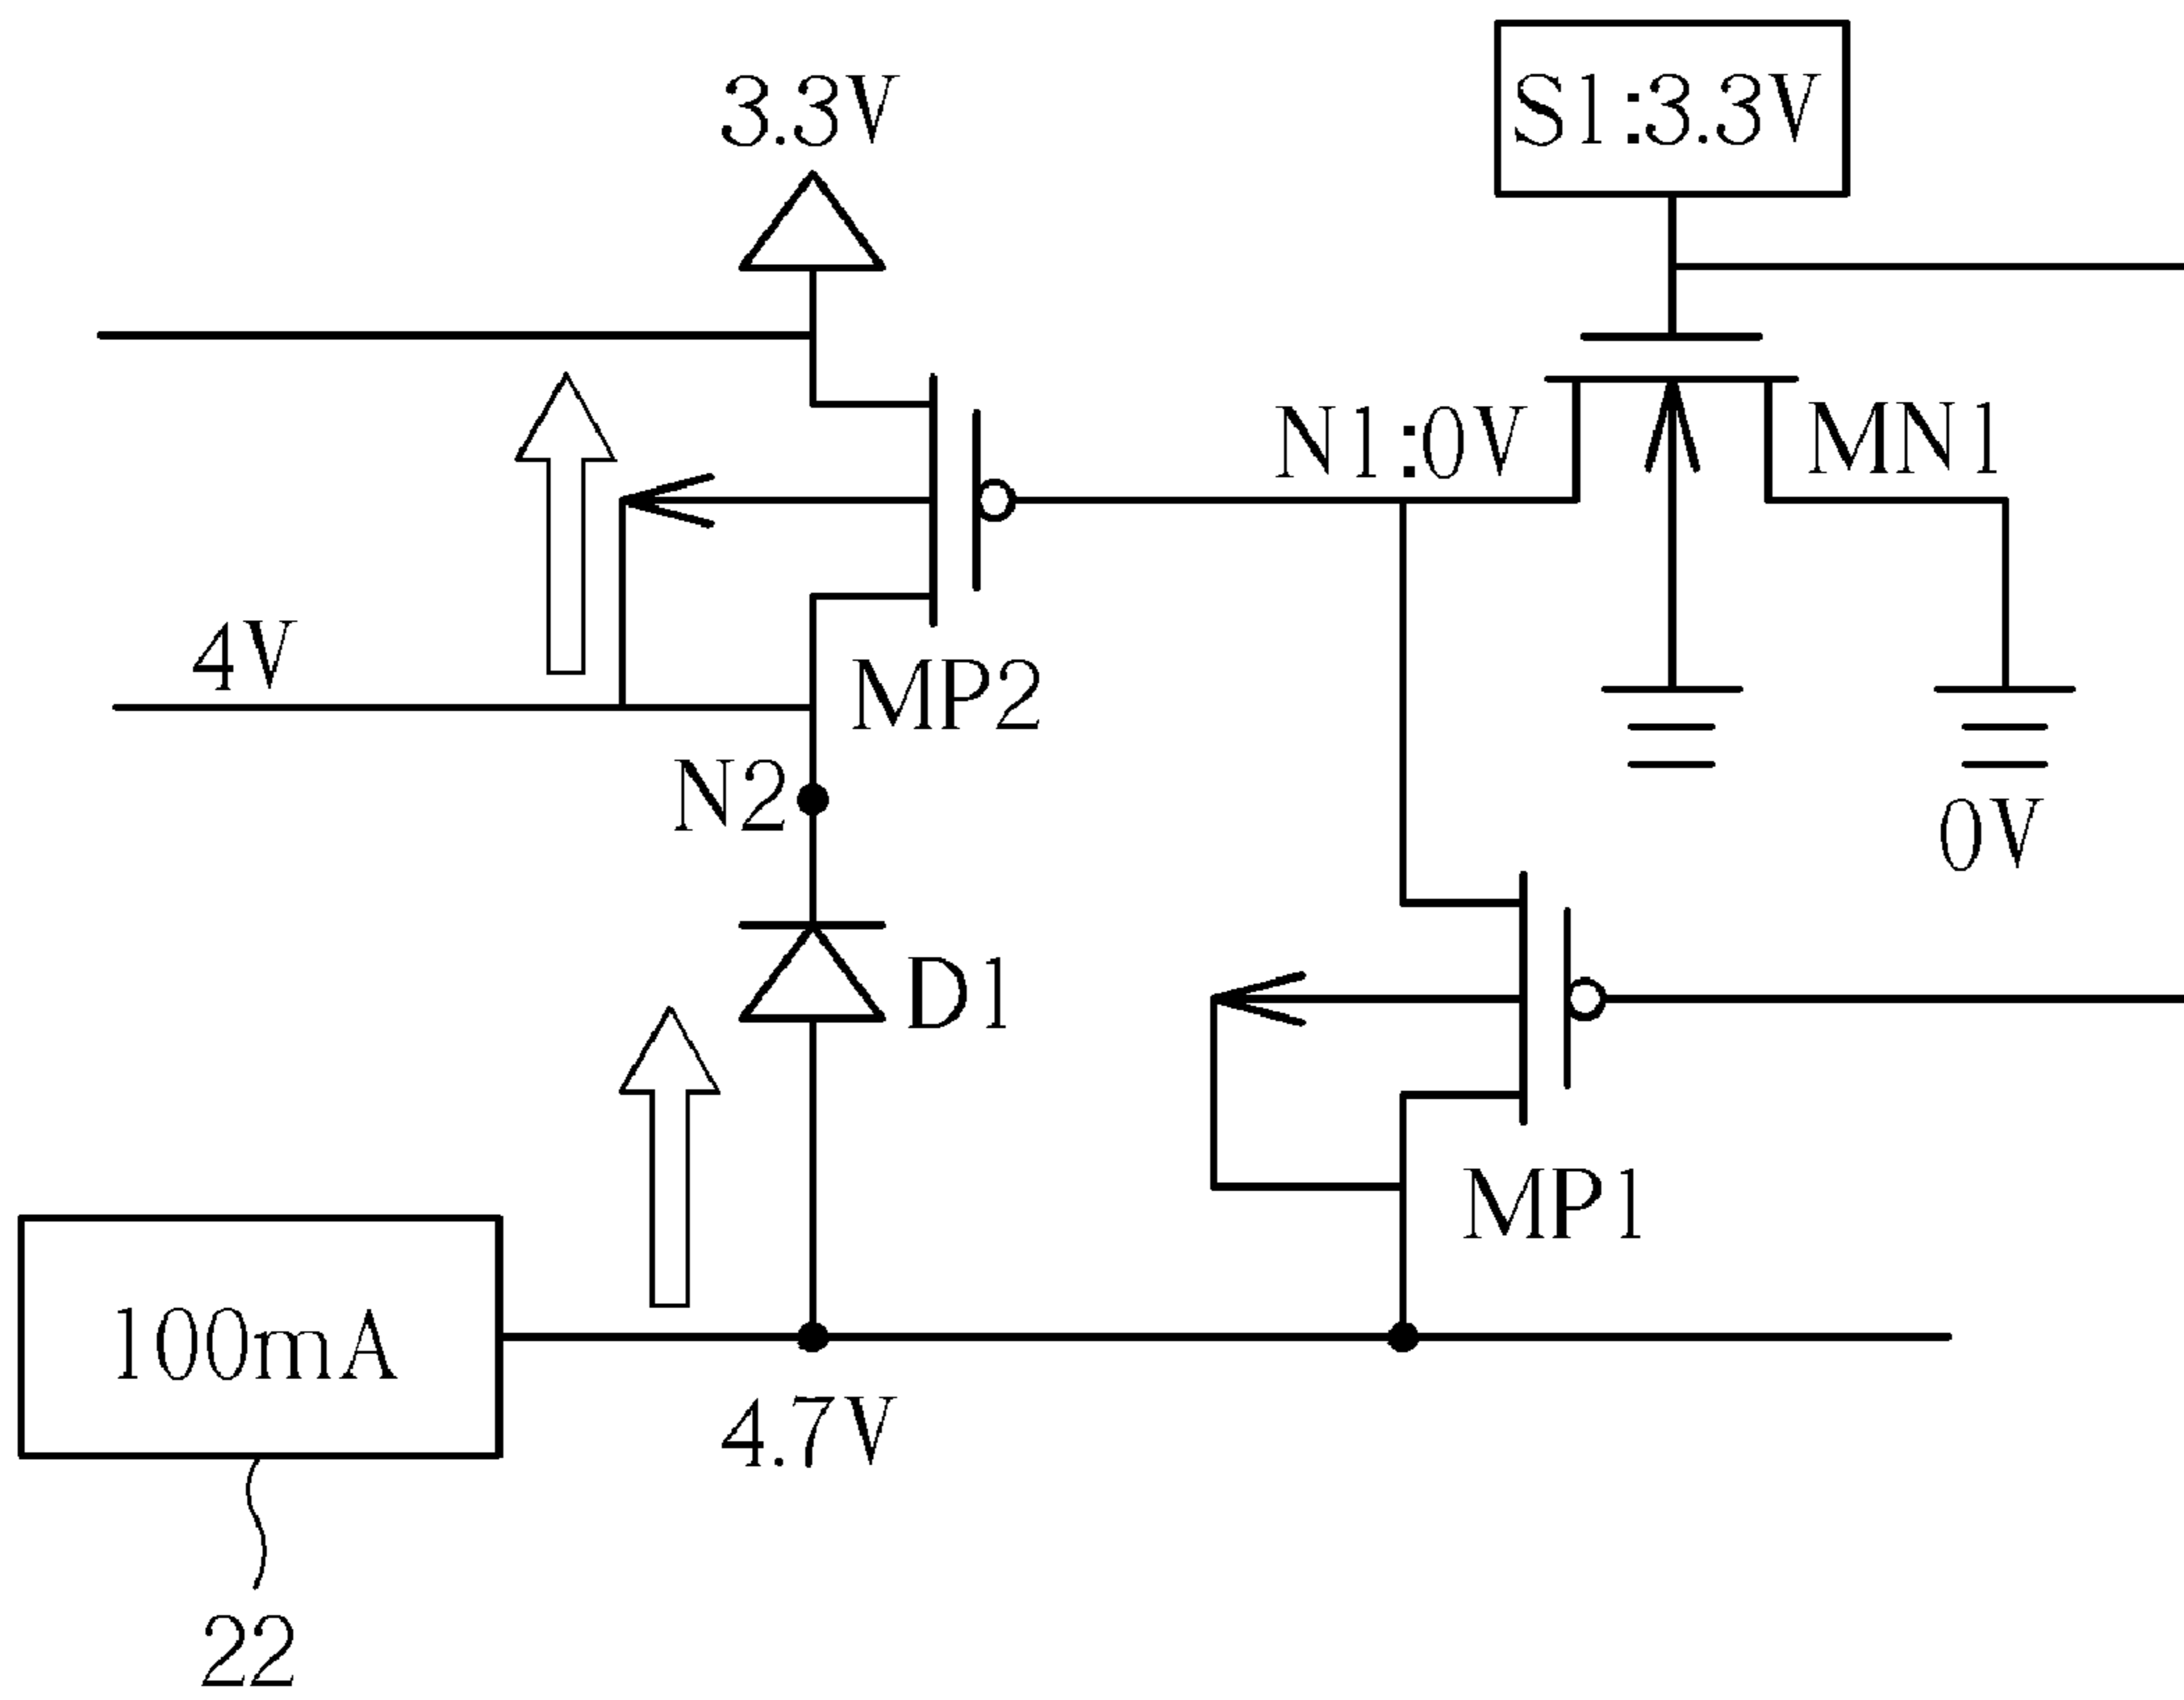 3.3V
S1:3.3V
N1:0V
MN1
4V
MP2
N2
0V
D1
MP1
100mA
4.7V
22